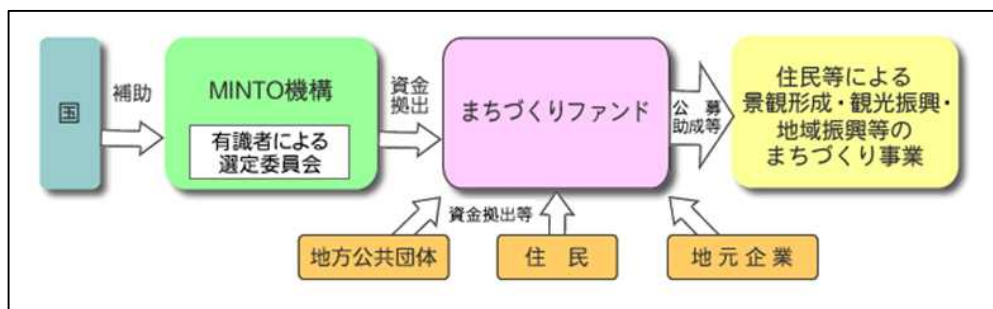 国
補助
MINTO機構
有識者による
選定委員会
資金
拠出
まちづくりファンド
公募
助成等
住民等による
景観形成・観光振興・
地域振興等の
まちづくり事業
資金拠出等
地方公共団体
住 民
地 元 企 業